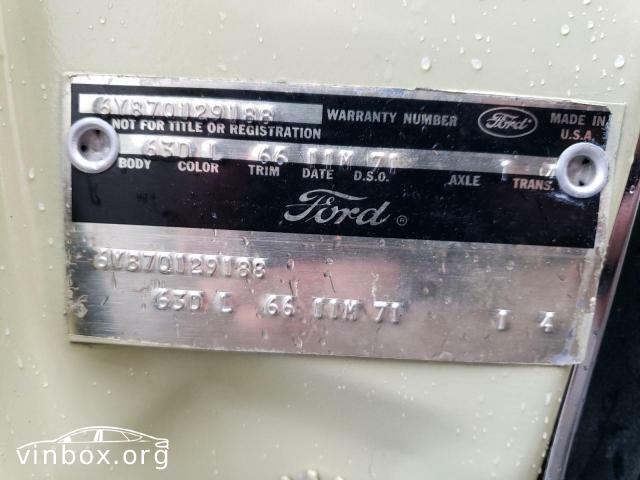 6Y87Q129188 WARRANTY NUMBER Ford MADE IN U.S.A.
NOT FOR TITLE OR REGISTRATION
63D L 66 11M 71 1
BODY COLOR TRIM DATE D.S.O. AXLE TRANS.
Ford ®
6Y87Q129188
63D L 66 11M 71 1 4
vinbox.org